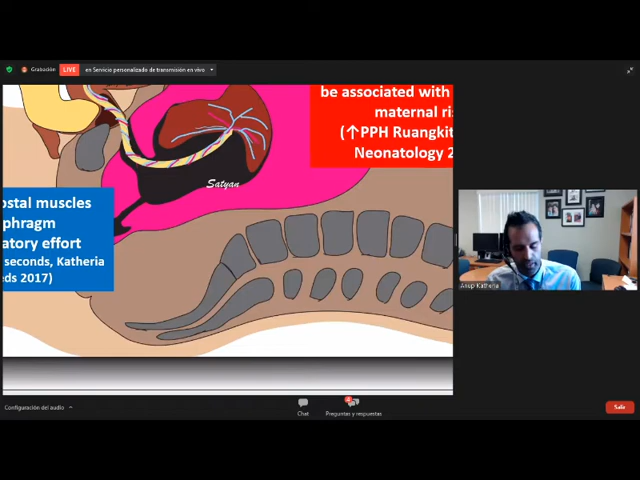 Grabación
LIVE
en Servicio personalizado de transmisión en vivo
be associated with
maternal ri
(↑PPH Ruangkit
Neonatology 2
Satyan
ostal muscles
phragm
atory effort
seconds, Katheria
eds 2017)
Anup Katheria
Configuración del audio
Chat
Preguntas y respuestas
Salir